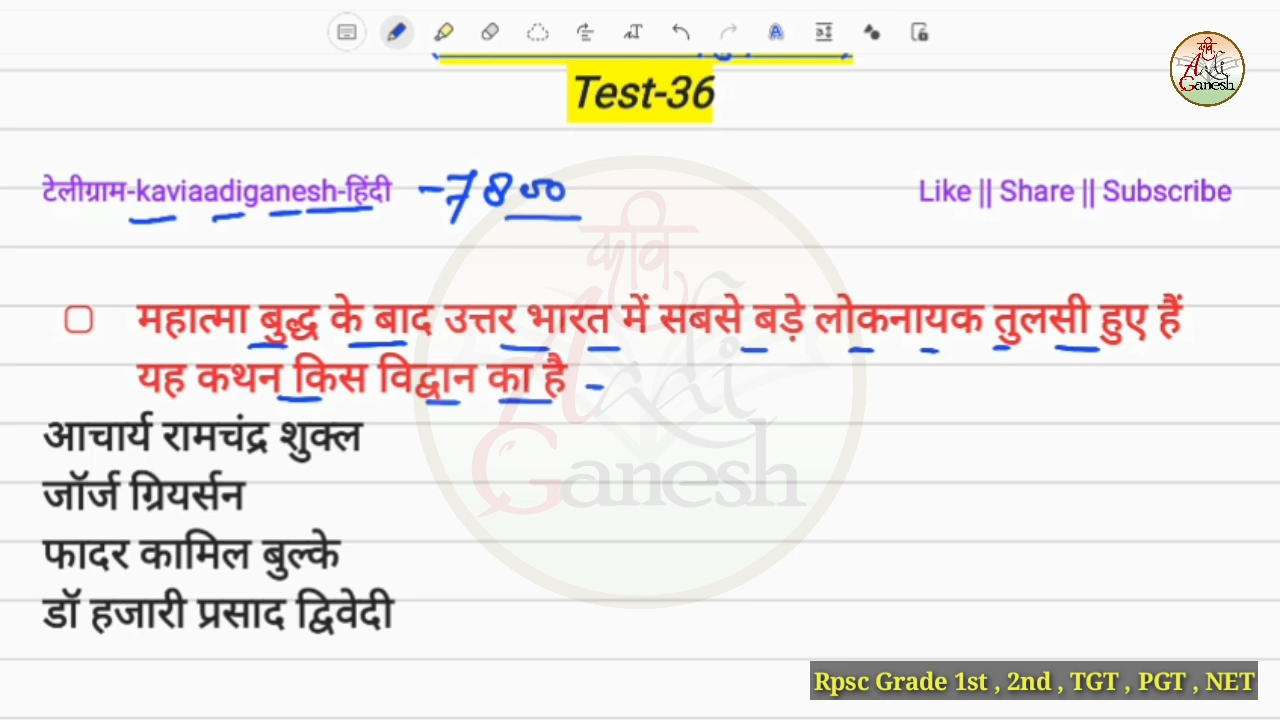 Test-36
टेलीग्राम-kaviaadiganesh-हिंदी -7800
Like || Share || Subscribe
महात्मा बुद्ध के बाद उत्तर भारत में सबसे बड़े लोकनायक तुलसी हुए हैं
यह कथन किस विद्वान का है -
आचार्य रामचंद्र शुक्ल
जॉर्ज ग्रियर्सन
फादर कामिल बुल्के
डॉ हजारी प्रसाद द्विवेदी
Rpsc Grade 1st , 2nd , TGT , PGT , NET